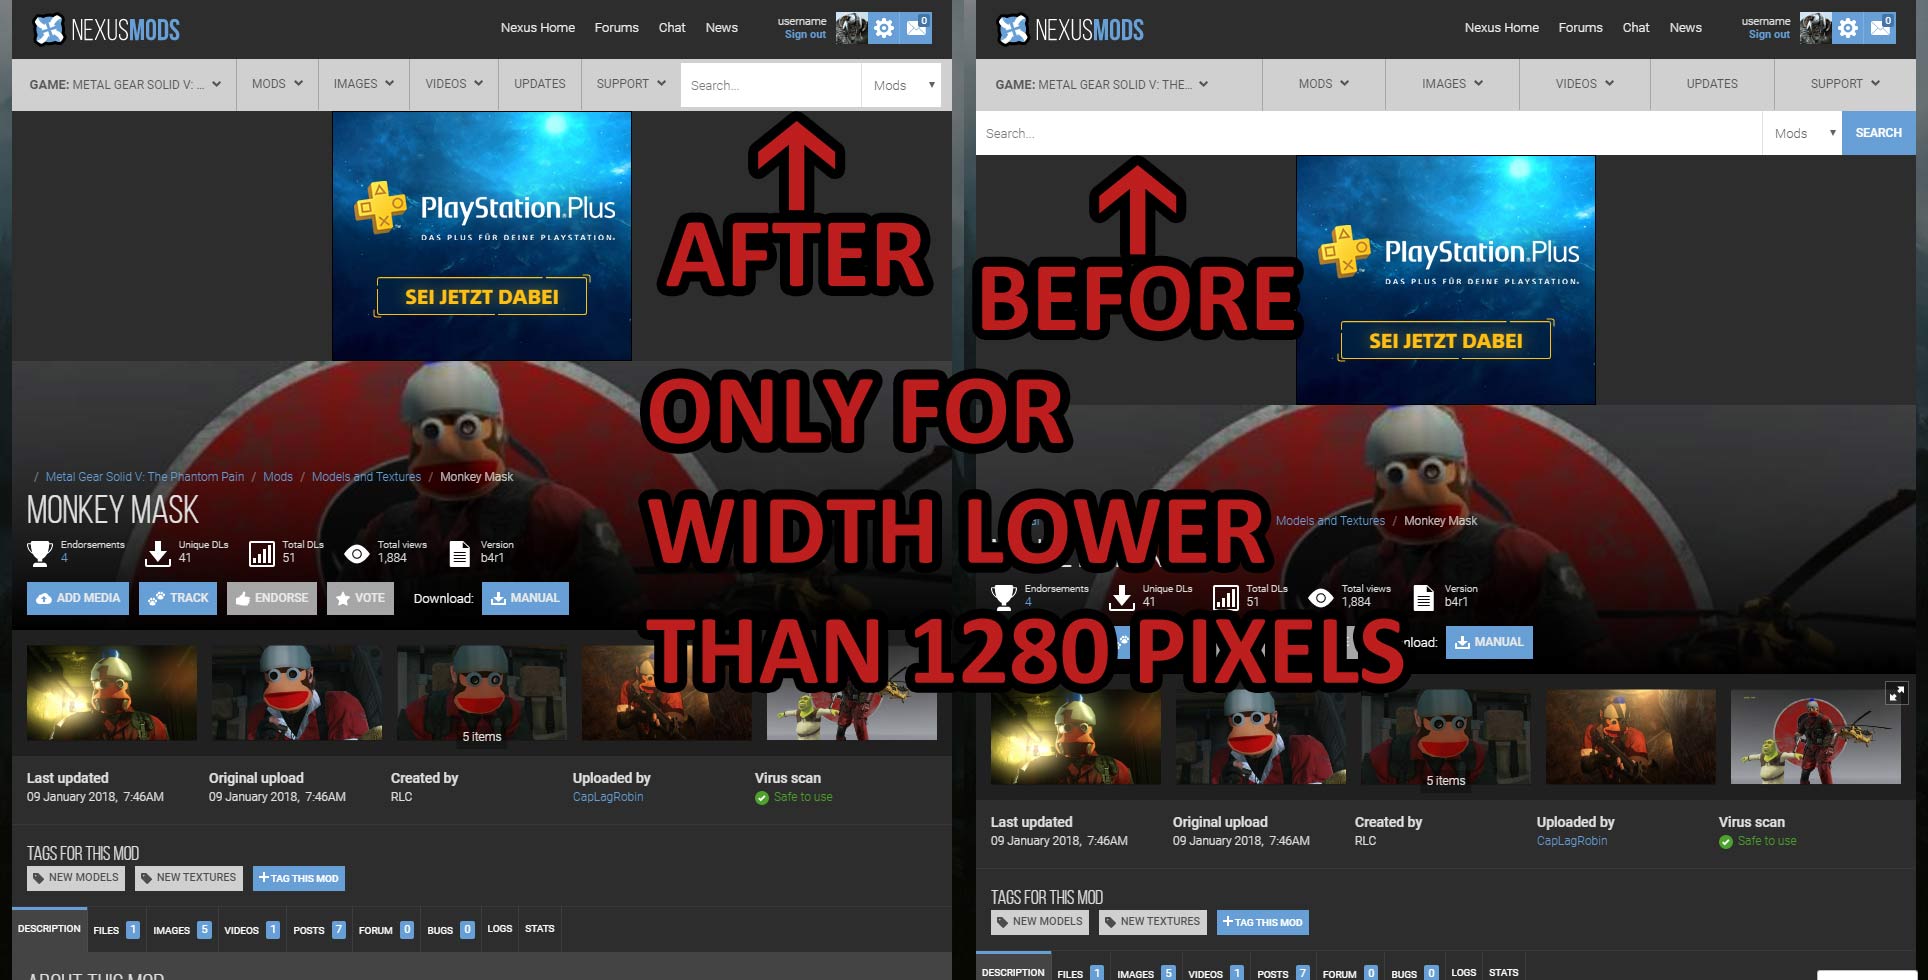 NEXUSMODS
Nexus Home Forums Chat News
username
Sign out
0
GAME: METAL GEAR SOLID V: ... MODS IMAGES VIDEOS UPDATES SUPPORT Search... Mods
PlayStation.Plus
DAS PLUS FÜR DEINE PLAYSTATION.
SEI JETZT DABEI
AFTER
/ Metal Gear Solid V: The Phantom Pain / Mods / Models and Textures / Monkey Mask
MONKEY MASK
Endorsements Unique DLs Total DLs Total views Version
4 41 51 1,884 b4r1
ADD MEDIA TRACK ENDORSE VOTE Download: MANUAL
5 items
Last updated Original upload Created by Uploaded by Virus scan
09 January 2018, 7:46AM 09 January 2018, 7:46AM RLC CapLagRobin Safe to use
TAGS FOR THIS MOD
NEW MODELS NEW TEXTURES +TAG THIS MOD
DESCRIPTION FILES 1 IMAGES 5 VIDEOS 1 POSTS 7 FORUM 0 BUGS 0 LOGS STATS
ABOUT THIS MOD
NEXUSMODS
Nexus Home Forums Chat News
username
Sign out
0
GAME: METAL GEAR SOLID V: THE... MODS IMAGES VIDEOS UPDATES SUPPORT
Search... Mods SEARCH
PlayStation.Plus
DAS PLUS FÜR DEINE PLAYSTATION.
SEI JETZT DABEI
BEFORE
ONLY FOR
WIDTH LOWER
THAN 1280 PIXELS
Models and Textures / Monkey Mask
Endorsements Unique DLs Total DLs Total views Version
4 41 51 1,884 b4r1
MANUAL
5 items
Last updated Original upload Created by Uploaded by Virus scan
09 January 2018, 7:46AM 09 January 2018, 7:46AM RLC CapLagRobin Safe to use
TAGS FOR THIS MOD
NEW MODELS NEW TEXTURES +TAG THIS MOD
DESCRIPTION FILES 1 IMAGES 5 VIDEOS 1 POSTS 7 FORUM 0 BUGS 0 LOGS STATS